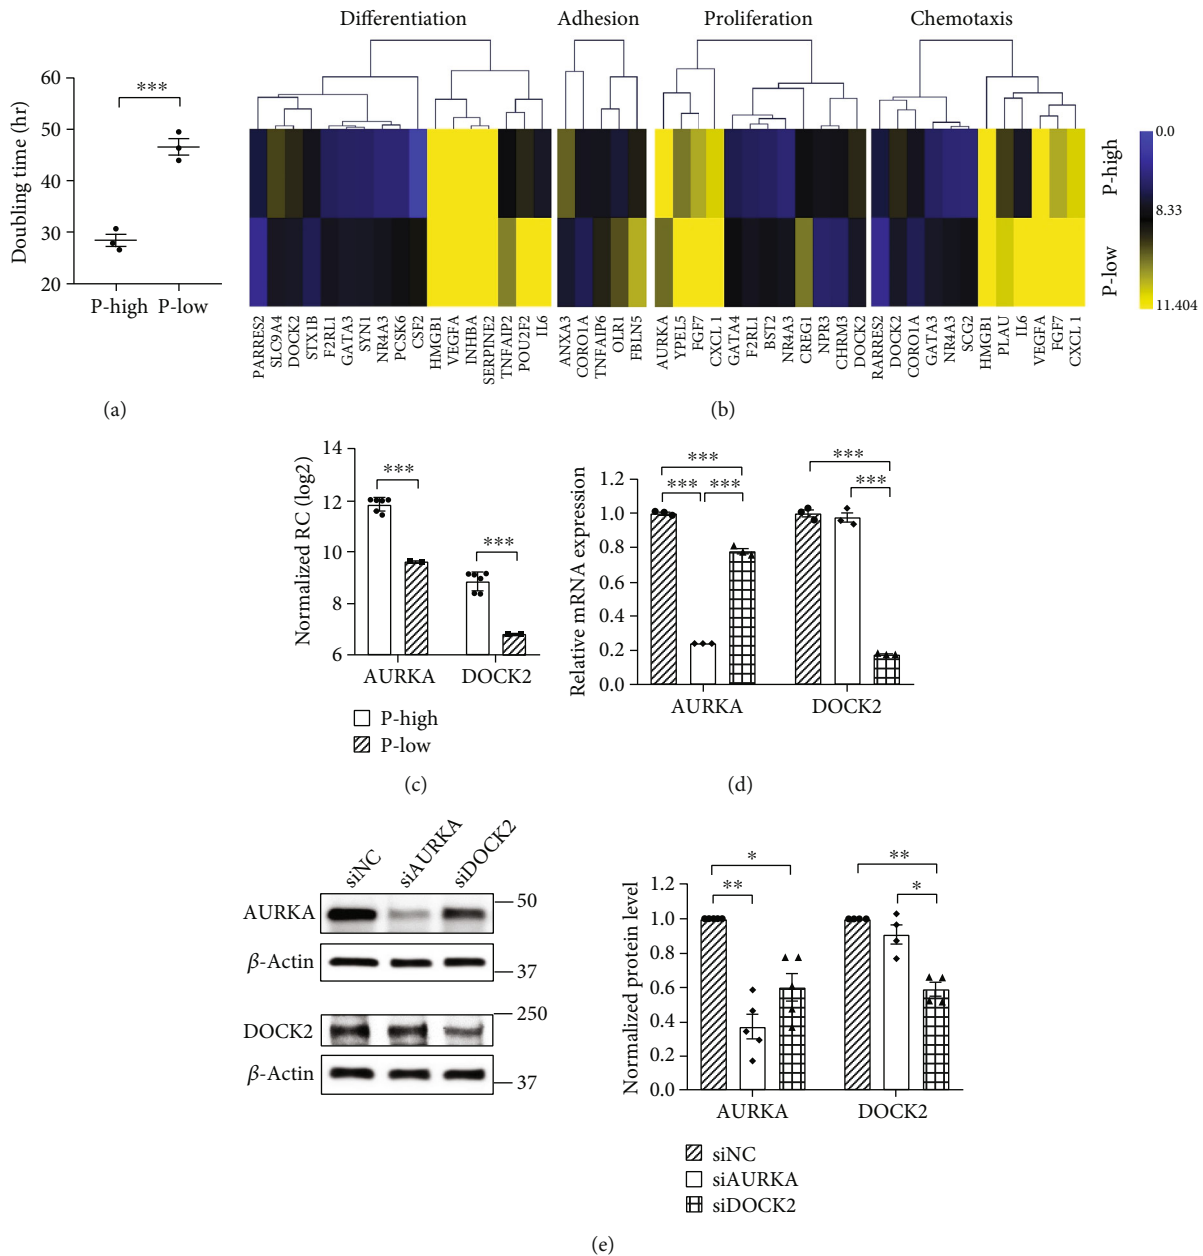 Differentiation Adhesion Proliferation Chemotaxis
Doubling time (hr)
60
50
40
30
20
***
P-high P-low
(a)
P-high
P-low
0.0
8.33
11.404
PARRES2 SLC9A4 DOCK2 STX1B F2RL1 GATA3 SYN1 NR4A3 PCSK6 CSF2 HMGB1 VEGFA INHBA SERPINE2 TNFAIP2 POU2F2 IL6
ANXA3 CORO1A TNFAIP6 OLR1 FBLN5
AURKA YPEL5 FGF7 CXCL 1 GATA4 F2RL1 BST2 NR4A3 CREG1 NPR3 CHRM3 DOCK2
RARRES2 DOCK2 CORO1A GATA3 NR4A3 SCG2 HMGB1 PLAU IL6 VEGFA FGF7 CXCL 1
(b)
Normalized RC (log2)
14
12
10
8
6
***
***
AURKA DOCK2
P-high
P-low
(c)
Relative mRNA expression
1.2
1.0
0.8
0.6
0.4
0.2
0.0
***
*** ***
***
***
AURKA DOCK2
(d)
siNC siAURKA siDOCK2
AURKA
50
β-Actin
37
DOCK2
250
β-Actin
37
Normalized protein level
1.2
1.0
0.8
0.6
0.4
0.2
0.0
*
**
**
*
AURKA DOCK2
siNC
siAURKA
siDOCK2
(e)